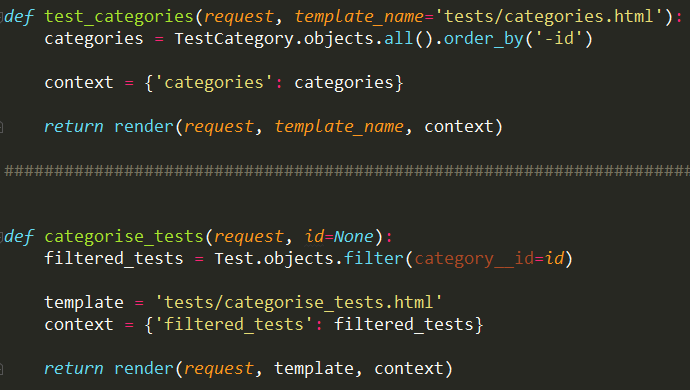 def test_categories(request, template_name='tests/categories.html'):
    categories = TestCategory.objects.all().order_by('-id')
    context = {'categories': categories}
    return render(request, template_name, context)
#####################################################################
def categorise_tests(request, id=None):
    filtered_tests = Test.objects.filter(category__id=id)
    template = 'tests/categorise_tests.html'
    context = {'filtered_tests': filtered_tests}
    return render(request, template, context)